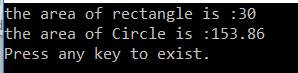 the area of rectangle is :30
the area of Circle is :153.86
Press any key to exist.